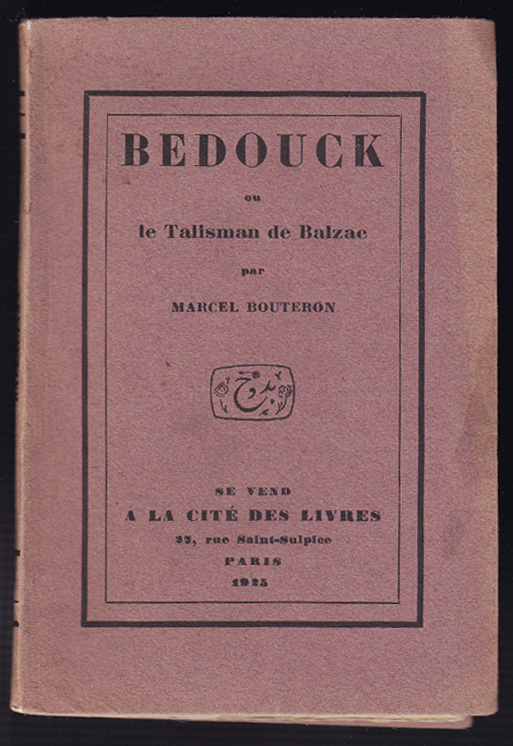 BEDOUCK
ou
le Talisman de Balzac
par
MARCEL BOUTERON
بدوح
SE VEND
A LA CITÉ DES LIVRES
27, rue Saint-Sulpice
PARIS
1925